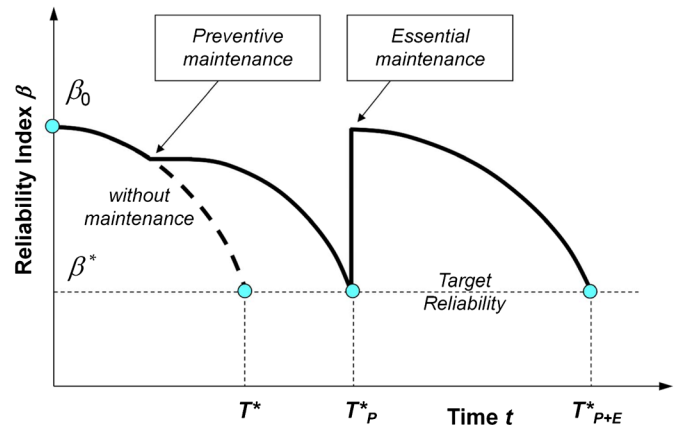 Preventive
maintenance
Essential
maintenance
Reliability Index β
β0
without
maintenance
β*
Target
Reliability
T*
T*P
Time t
T*P+E